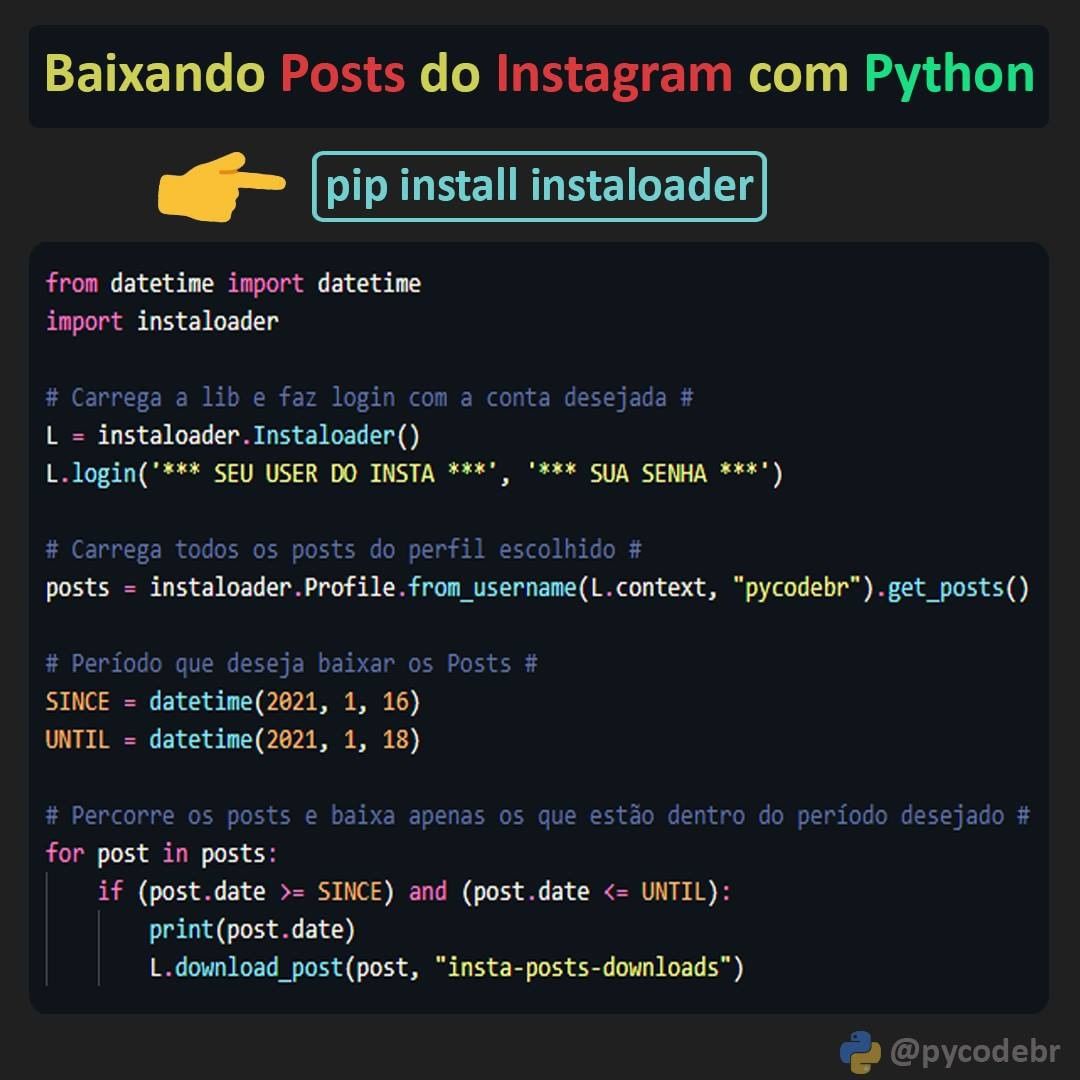 Baixando Posts do Instagram com Python
pip install instaloader
from datetime import datetime
import instaloader
# Carrega a lib e faz login com a conta desejada #
L = instaloader.Instaloader()
L.login('*** SEU USER DO INSTA ***', '*** SUA SENHA ***')
# Carrega todos os posts do perfil escolhido #
posts = instaloader.Profile.from_username(L.context, "pycodebr").get_posts()
# Período que deseja baixar os Posts #
SINCE = datetime(2021, 1, 16)
UNTIL = datetime(2021, 1, 18)
# Percorre os posts e baixa apenas os que estão dentro do período desejado #
for post in posts:
    if (post.date >= SINCE) and (post.date <= UNTIL):
        print(post.date)
        L.download_post(post, "insta-posts-downloads")
@pycodebr